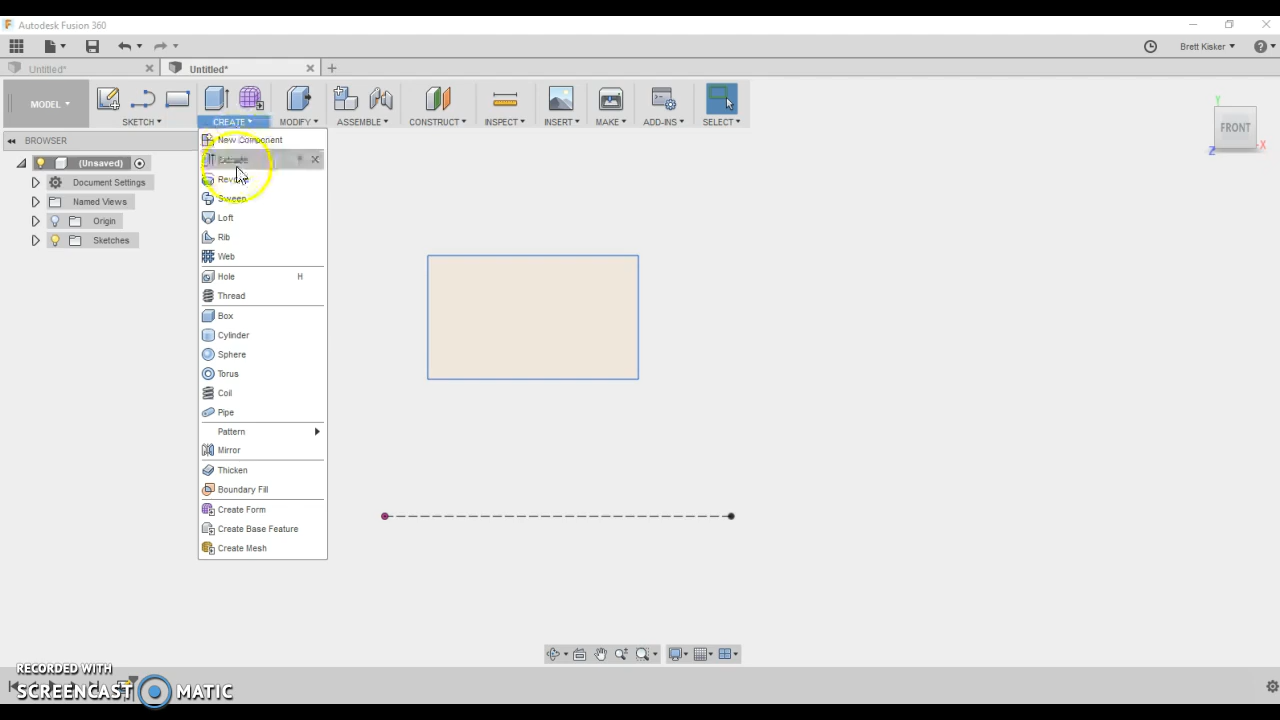 Autodesk Fusion 360
Brett Kisker
Untitled*
Untitled*
MODEL
SKETCH
CREATE
MODIFY
ASSEMBLE
CONSTRUCT
INSPECT
INSERT
MAKE
ADD-INS
SELECT
BROWSER
(Unsaved)
Document Settings
Named Views
Origin
Sketches
New Component
Extrude
Sweep
Loft
Rib
Web
Hole H
Thread
Box
Cylinder
Sphere
Torus
Coil
Pipe
Pattern
Mirror
Thicken
Boundary Fill
Create Form
Create Base Feature
Create Mesh
Y
FRONT
X
Z
RECORDED WITH
SCREENCAST MATIC